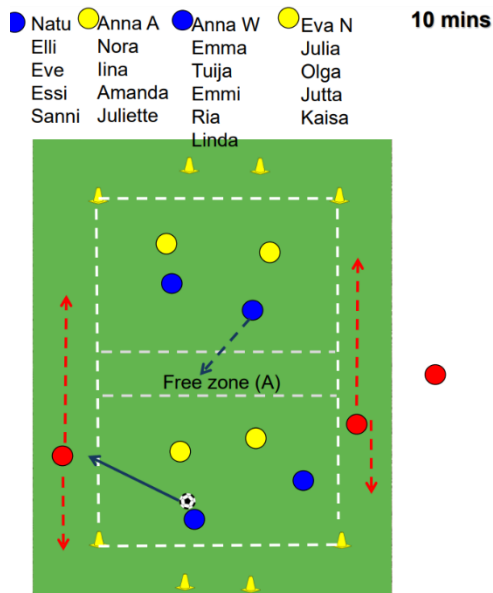 Natu
Elli
Eve
Essi
Sanni
Anna A
Nora
Iina
Amanda
Juliette
Anna W
Emma
Tuija
Emmi
Ria
Linda
Eva N
Julia
Olga
Jutta
Kaisa
10 mins
Free zone (A)